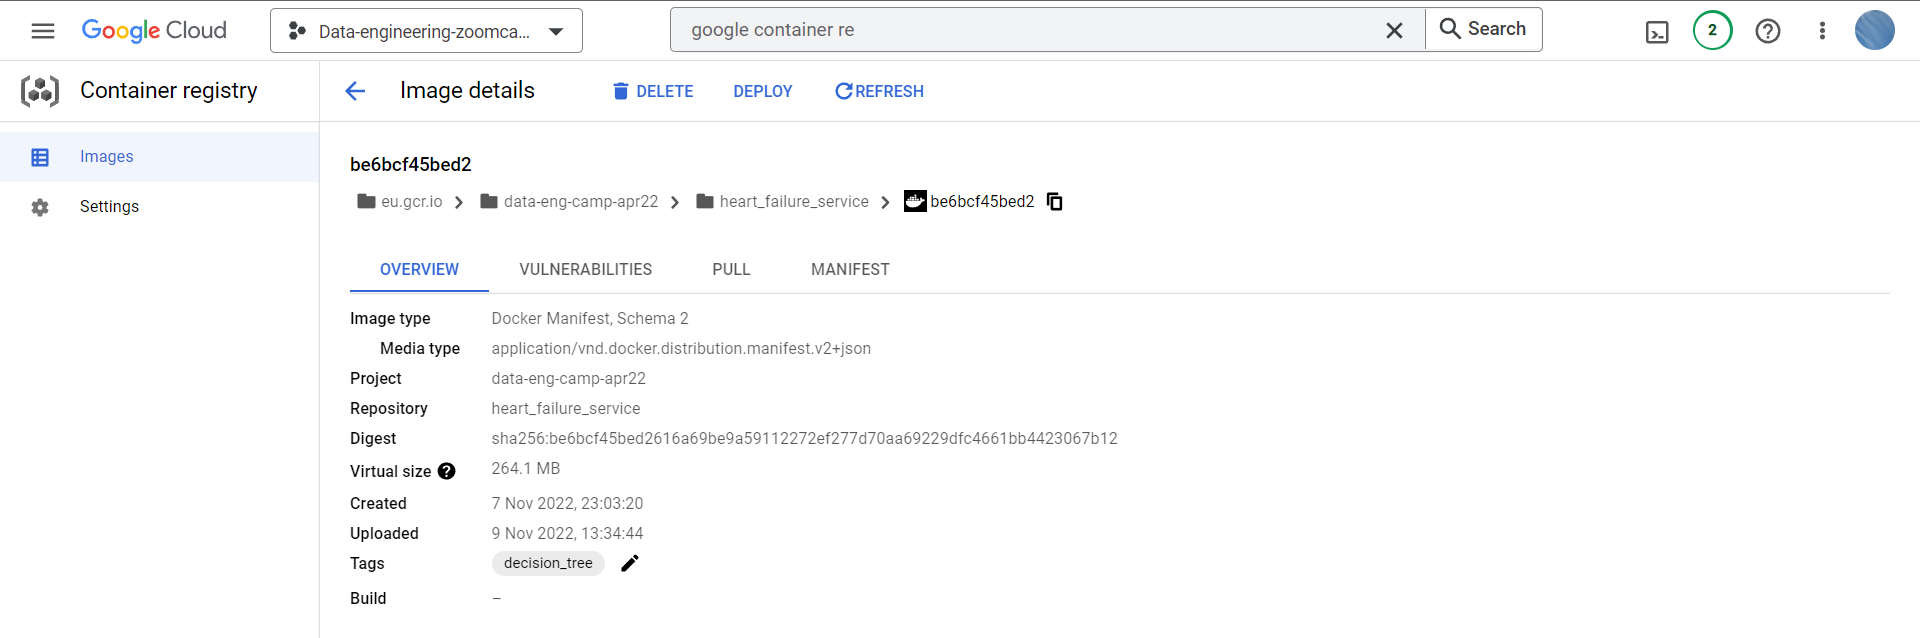 Google Cloud
Data-engineering-zoomca...
google container re
Search
2
Container registry
Image details
DELETE
DEPLOY
REFRESH
Images
Settings
be6bcf45bed2
eu.gcr.io
data-eng-camp-apr22
heart_failure_service
be6bcf45bed2
OVERVIEW
VULNERABILITIES
PULL
MANIFEST
Image type Docker Manifest, Schema 2
Media type application/vnd.docker.distribution.manifest.v2+json
Project data-eng-camp-apr22
Repository heart_failure_service
Digest sha256:be6bcf45bed2616a69be9a59112272ef277d70aa69229dfc4661bb4423067b12
Virtual size 264.1 MB
Created 7 Nov 2022, 23:03:20
Uploaded 9 Nov 2022, 13:34:44
Tags decision_tree
Build –